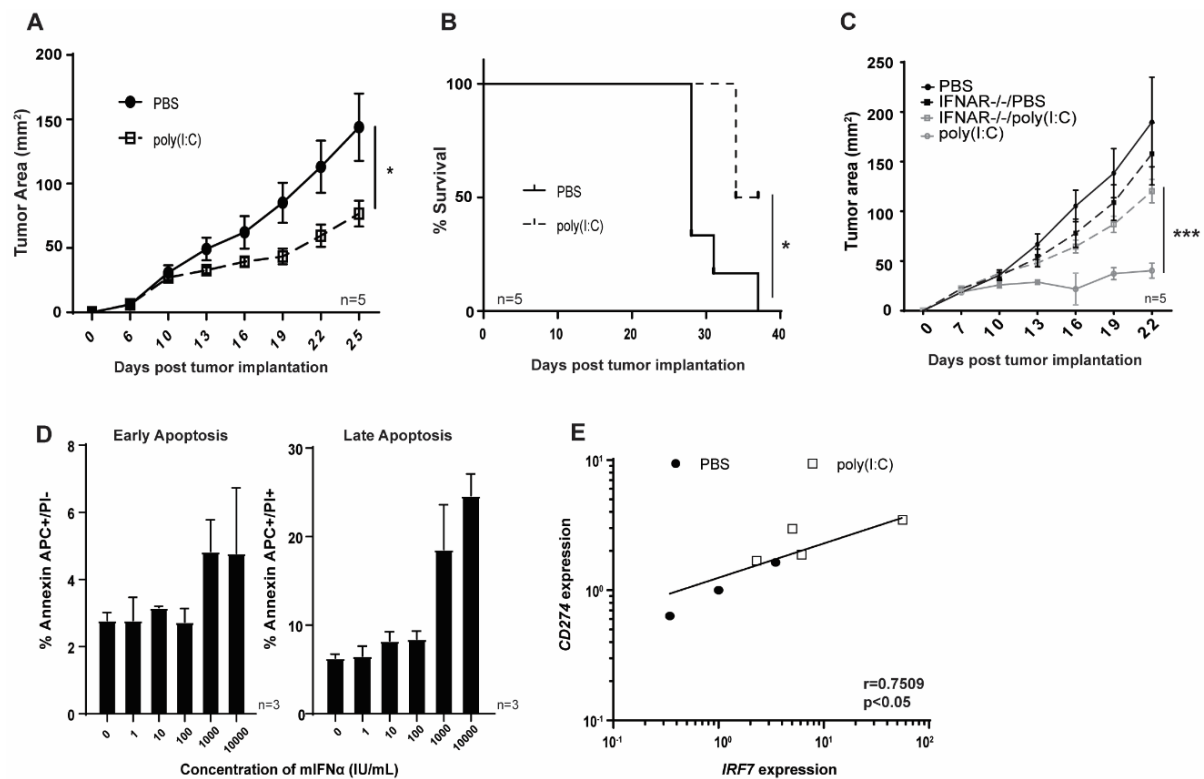 A
Tumor Area (mm²)
200
150
100
50
0
PBS
poly(I:C)
*
n=5
0 6 10 13 16 19 22 25
Days post tumor implantation
B
% Survival
100
50
0
PBS
poly(I:C)
*
n=5
0 10 20 30 40
Days post tumor implantation
C
Tumor area (mm²)
250
200
150
100
50
0
PBS
IFNAR-/-/PBS
IFNAR-/-/poly(I:C)
poly(I:C)
***
n=5
0 7 10 13 16 19 22
Days post tumor implantation
D
Early Apoptosis
% Annexin APC+/PI-
8
6
4
2
0
0 1 10 100 1000 10000
n=3
Late Apoptosis
% Annexin APC+/PI+
30
20
10
0
0 1 10 100 1000 10000
n=3
Concentration of mIFNα (IU/mL)
E
PBS
poly(I:C)
CD274 expression
10¹
10⁰
10⁻¹
r=0.7509
p<0.05
10⁻¹ 10⁰ 10¹ 10²
IRF7 expression